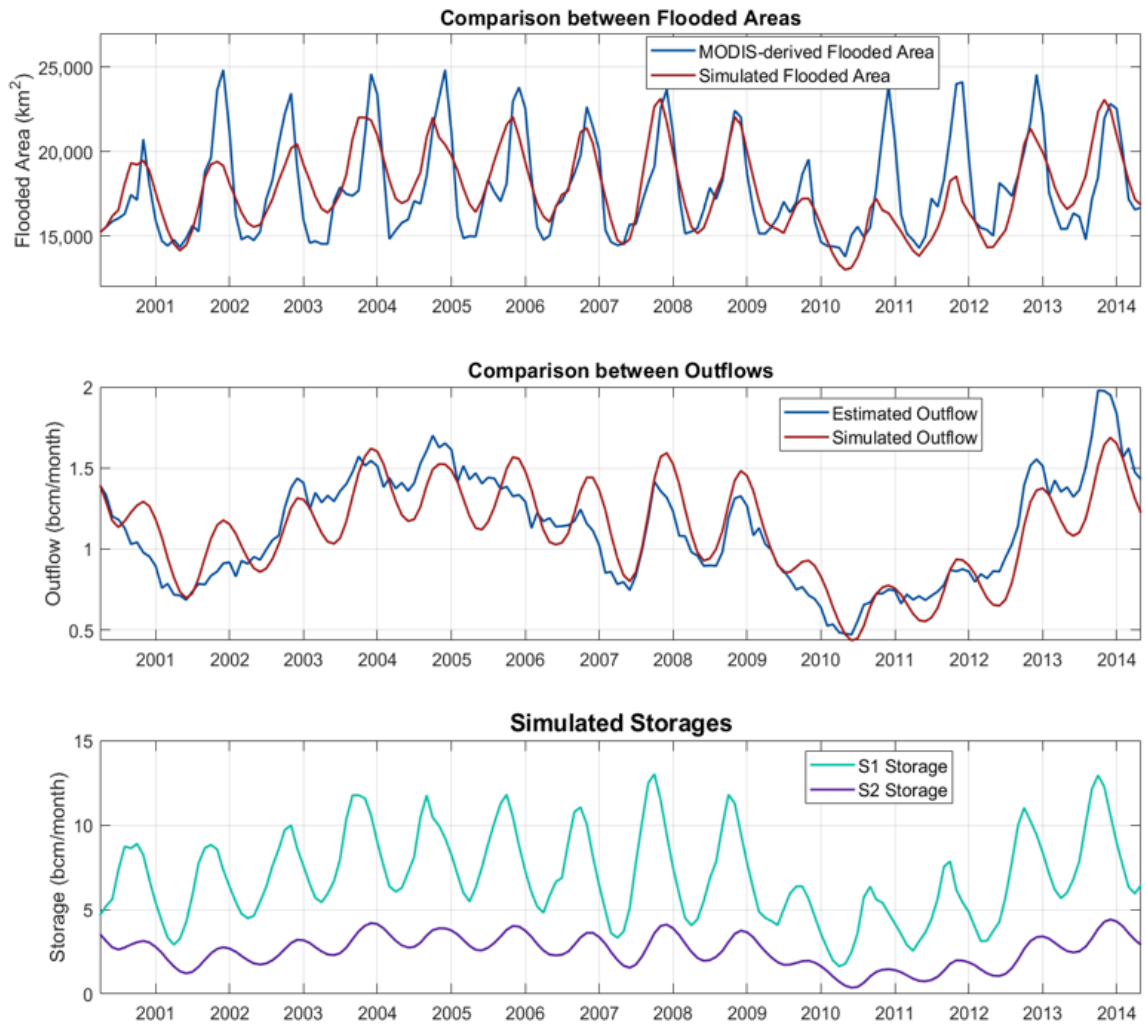 Comparison between Flooded Areas
MODIS-derived Flooded Area
Simulated Flooded Area
Flooded Area (km²)
25,000
20,000
15,000
2001 2002 2003 2004 2005 2006 2007 2008 2009 2010 2011 2012 2013 2014
Comparison between Outflows
Estimated Outflow
Simulated Outflow
Outflow (bcm/month)
2
1.5
1
0.5
2001 2002 2003 2004 2005 2006 2007 2008 2009 2010 2011 2012 2013 2014
Simulated Storages
S1 Storage
S2 Storage
Storage (bcm/month)
15
10
5
0
2001 2002 2003 2004 2005 2006 2007 2008 2009 2010 2011 2012 2013 2014